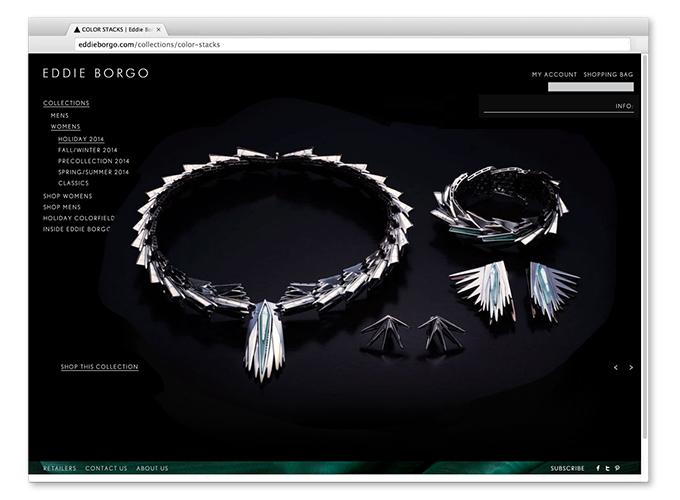 COLOR STACKS | Eddie Bor
eddieborgo.com/collections/color-stacks
EDDIE BORGO
MY ACCOUNT SHOPPING BAG
INFO:
COLLECTIONS
MENS
WOMENS
HOLIDAY 2014
FALL/WINTER 2014
PRECOLLECTION 2014
SPRING/SUMMER 2014
CLASSICS
SHOP WOMENS
SHOP MENS
HOLIDAY COLORFIELD
INSIDE EDDIE BORGO
SHOP THIS COLLECTION
RETAILERS CONTACT US ABOUT US
SUBSCRIBE